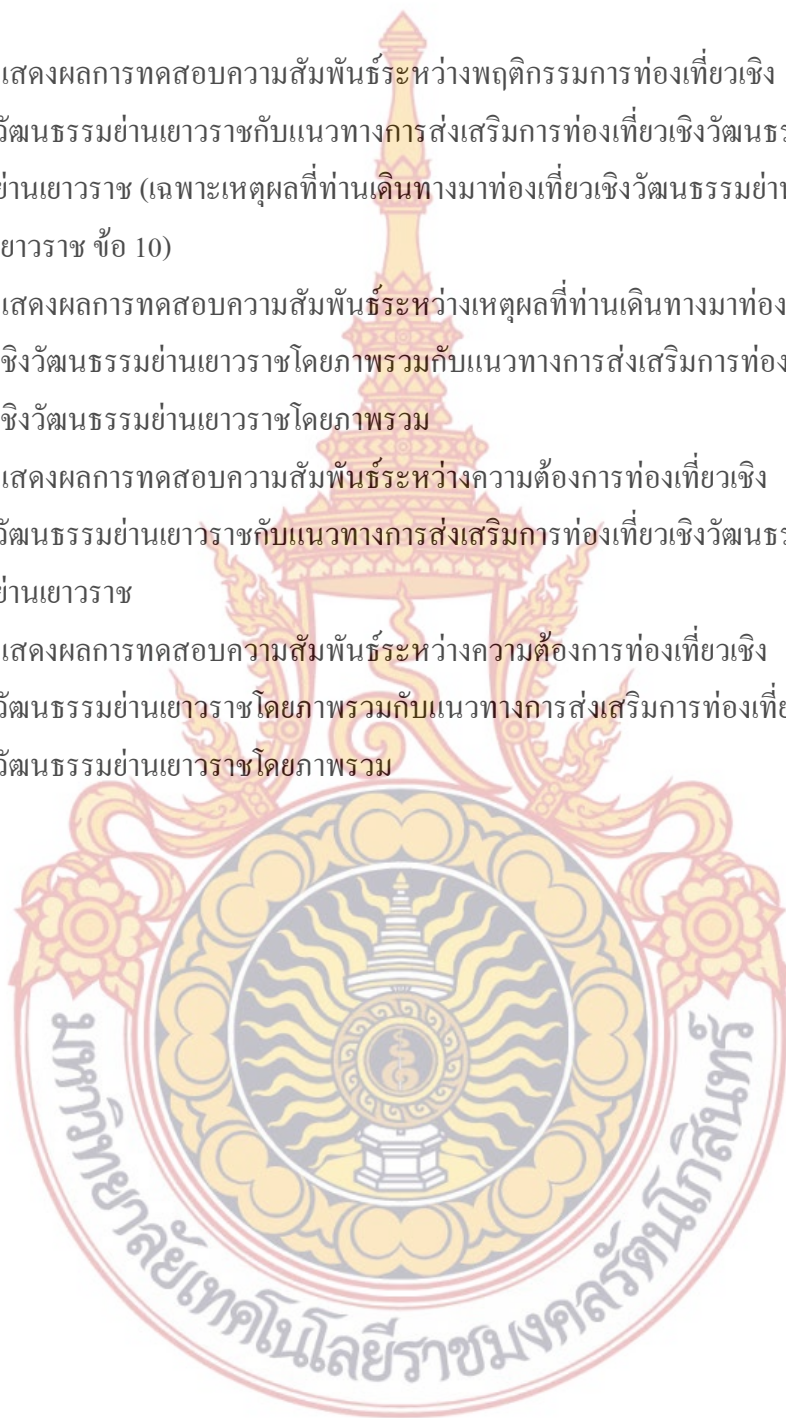 แสดงผลการทดสอบความสัมพันธ์ระหว่างพฤติกรรมการท่องเที่ยวเชิง
วัฒนธรรมย่านเยาวราชกับแนวทางการส่งเสริมการท่องเที่ยวเชิงวัฒนธร
ย่านเยาวราช (เฉพาะเหตุผลที่ท่านเดินทางมาท่องเที่ยวเชิงวัฒนธรรมย่าน
ยาวราช ข้อ 10)
แสดงผลการทดสอบความสัมพันธ์ระหว่างเหตุผลที่ท่านเดินทางมาท่อง
ชิงวัฒนธรรมย่านเยาวราชโดยภาพรวมกับแนวทางการส่งเสริมการท่อง
ชิงวัฒนธรรมย่านเยาวราชโดยภาพรวม
แสดงผลการทดสอบความสัมพันธ์ระหว่างความต้องการท่องเที่ยวเชิง
วัฒนธรรมย่านเยาวราชกับแนวทางการส่งเสริมการท่องเที่ยวเชิงวัฒนธร
ย่านเยาวราช
แสดงผลการทดสอบความสัมพันธ์ระหว่างความต้องการท่องเที่ยวเชิง
วัฒนธรรมย่านเยาวราชโดยภาพรวมกับแนวทางการส่งเสริมการท่องเที่ย
วัฒนธรรมย่านเยาวราชโดยภาพรวม
มหาวิทยาลัยเทคโนโลยีราชมงคลรัตนโกสินทร์